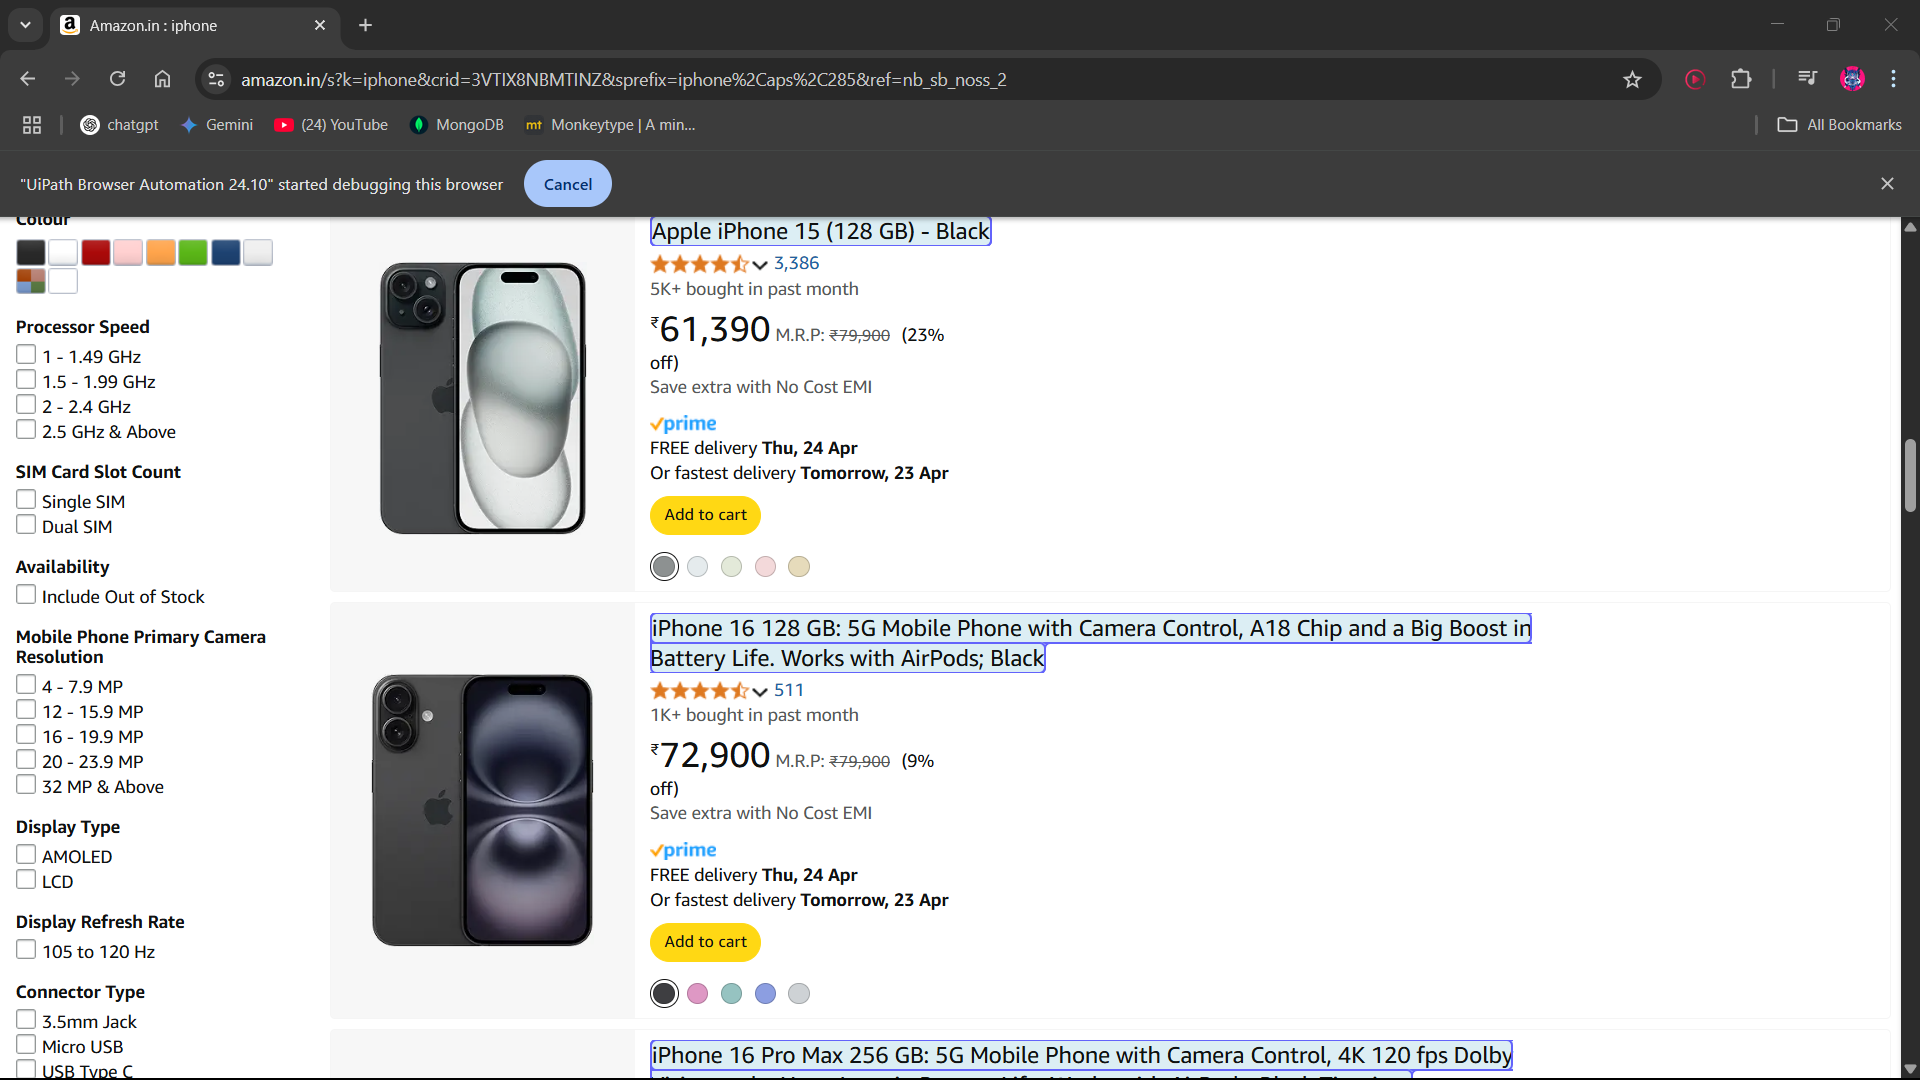 Amazon.in : iphone
amazon.in/s?k=iphone&crid=3VTIX8NBMTINZ&sprefix=iphone%2Caps%2C285&ref=nb_sb_noss_2
chatgpt
Gemini
(24) YouTube
MongoDB
mt Monkeytype | A min...
All Bookmarks
"UiPath Browser Automation 24.10" started debugging this browser
Cancel
Colour
Processor Speed
1 - 1.49 GHz
1.5 - 1.99 GHz
2 - 2.4 GHz
2.5 GHz & Above
SIM Card Slot Count
Single SIM
Dual SIM
Availability
Include Out of Stock
Mobile Phone Primary Camera
Resolution
4 - 7.9 MP
12 - 15.9 MP
16 - 19.9 MP
20 - 23.9 MP
32 MP & Above
Display Type
AMOLED
LCD
Display Refresh Rate
105 to 120 Hz
Connector Type
3.5mm Jack
Micro USB
USB Type C
Apple iPhone 15 (128 GB) - Black
3,386
5K+ bought in past month
₹61,390 M.R.P: ₹79,900 (23%
off)
Save extra with No Cost EMI
prime
FREE delivery Thu, 24 Apr
Or fastest delivery Tomorrow, 23 Apr
Add to cart
iPhone 16 128 GB: 5G Mobile Phone with Camera Control, A18 Chip and a Big Boost in
Battery Life. Works with AirPods; Black
511
1K+ bought in past month
₹72,900 M.R.P: ₹79,900 (9%
off)
Save extra with No Cost EMI
prime
FREE delivery Thu, 24 Apr
Or fastest delivery Tomorrow, 23 Apr
Add to cart
iPhone 16 Pro Max 256 GB: 5G Mobile Phone with Camera Control, 4K 120 fps Dolby